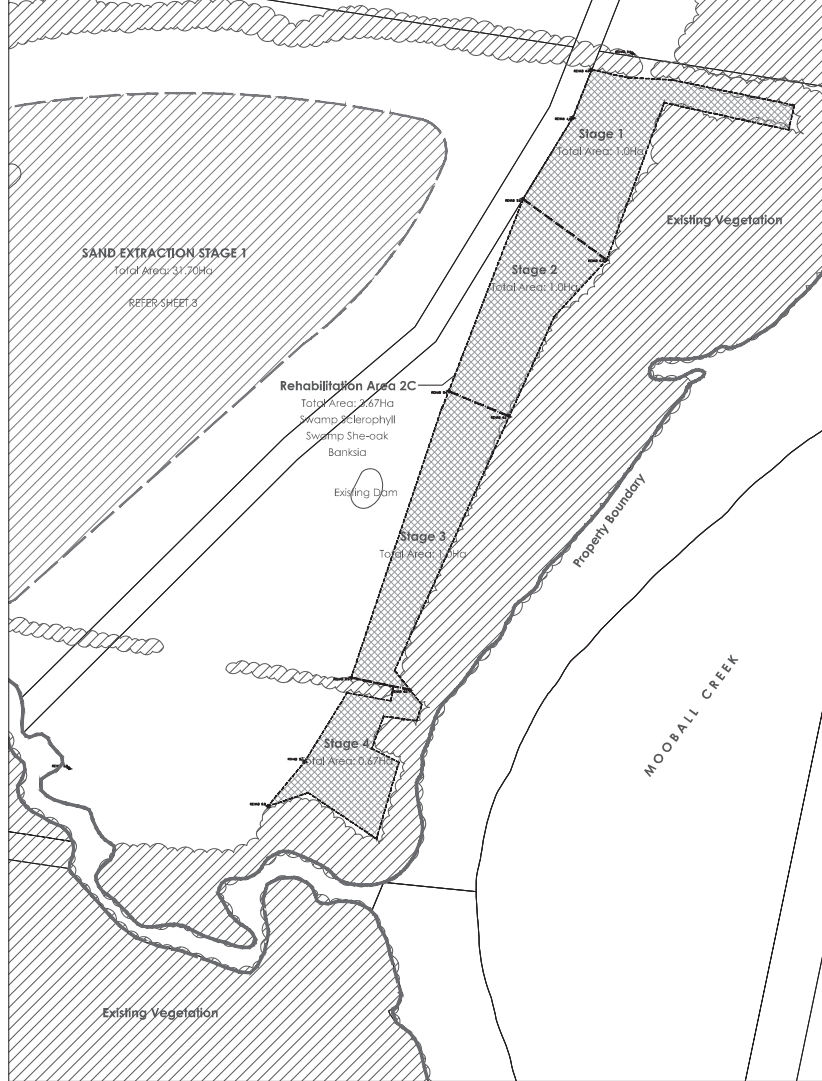 Stage 1
Total Area: 1.0Ha
Existing Vegetation
SAND EXTRACTION STAGE 1
Total Area: 31.70Ha
REFER SHEET 3
Stage 2
Total Area: 1.0Ha
Rehabilitation Area 2C
Total Area: 3.67Ha
Swamp Sclerophyll
Swamp She-oak
Banksia
Existing Dam
Property Boundary
Stage 3
Total Area: 1.0Ha
MOOBALL CREEK
Stage 4
Total Area: 0.67Ha
Existing Vegetation